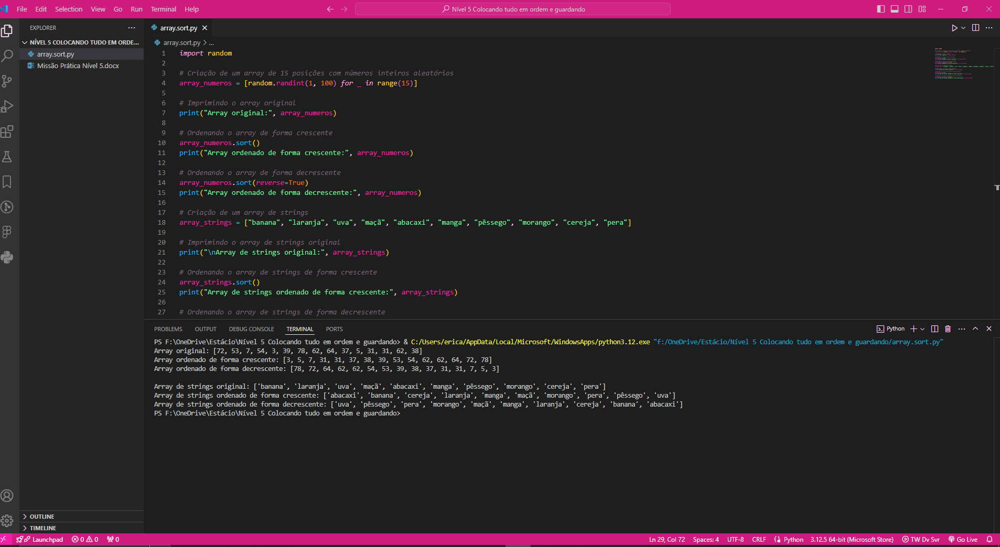 File Edit Selection View Go Run Terminal Help
Nível 5 Colocando tudo em ordem e guardando
EXPLORER
NÍVEL 5 COLOCANDO TUDO EM ORDE...
array.sort.py
Missão Prática Nível 5.docx
OUTLINE
TIMELINE
array.sort.py
array.sort.py > ...
1 import random
2
3 # Criação de um array de 15 posições com números inteiros aleatórios
4 array_numeros = [random.randint(1, 100) for _ in range(15)]
5
6 # Imprimindo o array original
7 print("Array original:", array_numeros)
8
9 # Ordenando o array de forma crescente
10 array_numeros.sort()
11 print("Array ordenado de forma crescente:", array_numeros)
12
13 # Ordenando o array de forma decrescente
14 array_numeros.sort(reverse=True)
15 print("Array ordenado de forma decrescente:", array_numeros)
16
17 # Criação de um array de strings
18 array_strings = ["banana", "laranja", "uva", "maçã", "abacaxi", "manga", "pêssego", "morango", "cereja", "pera"]
19
20 # Imprimindo o array de strings original
21 print("\nArray de strings original:", array_strings)
22
23 # Ordenando o array de strings de forma crescente
24 array_strings.sort()
25 print("Array de strings ordenado de forma crescente:", array_strings)
26
27 # Ordenando o array de strings de forma decrescente
PROBLEMS OUTPUT DEBUG CONSOLE TERMINAL PORTS
Python
PS F:\OneDrive\Estácio\Nível 5 Colocando tudo em ordem e guardando> & C:/Users/erica/AppData/Local/Microsoft/WindowsApps/python3.12.exe "f:/OneDrive/Estácio/Nível 5 Colocando tudo em ordem e guardando/array.sort.py"
Array original: [72, 53, 7, 54, 3, 39, 78, 62, 64, 37, 5, 31, 31, 62, 38]
Array ordenado de forma crescente: [3, 5, 7, 31, 31, 37, 38, 39, 53, 54, 62, 62, 64, 72, 78]
Array ordenado de forma decrescente: [78, 72, 64, 62, 62, 54, 53, 39, 38, 37, 31, 31, 7, 5, 3]
Array de strings original: ['banana', 'laranja', 'uva', 'maçã', 'abacaxi', 'manga', 'pêssego', 'morango', 'cereja', 'pera']
Array de strings ordenado de forma crescente: ['abacaxi', 'banana', 'cereja', 'laranja', 'manga', 'maçã', 'morango', 'pera', 'pêssego', 'uva']
Array de strings ordenado de forma decrescente: ['uva', 'pêssego', 'pera', 'morango', 'maçã', 'manga', 'laranja', 'cereja', 'banana', 'abacaxi']
PS F:\OneDrive\Estácio\Nível 5 Colocando tudo em ordem e guardando>
Launchpad 0 0 0 Ln 29, Col 72 Spaces: 4 UTF-8 CRLF Python 3.12.5 64-bit (Microsoft Store) TW Dv Svr Go Live